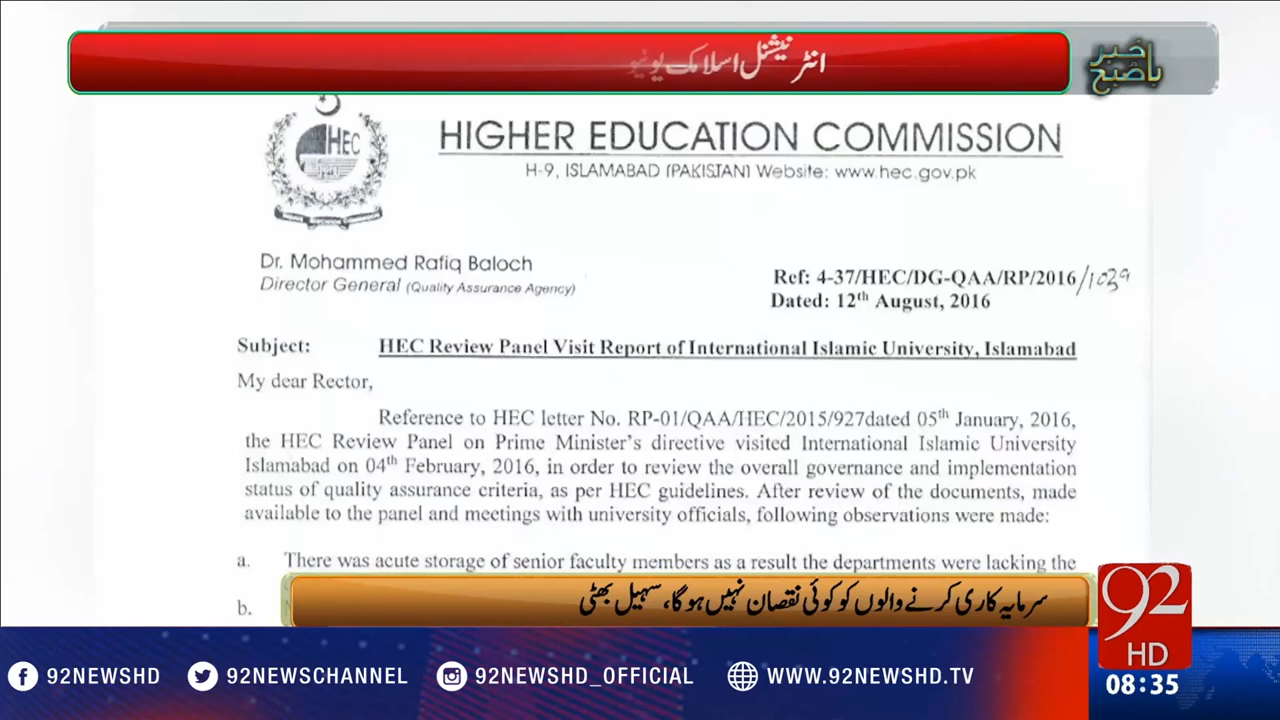 انٹرنیشنل اسلامک یونیو
باخبر صبح
HEC
HIGHER EDUCATION COMMISSION
H-9, ISLAMABAD (PAKISTAN) Website: www.hec.gov.pk
Dr. Mohammed Rafiq Baloch
Director General (Quality Assurance Agency)
Ref: 4-37/HEC/DG-QAA/RP/2016/1039
Dated: 12th August, 2016
Subject: HEC Review Panel Visit Report of International Islamic University, Islamabad
My dear Rector,
Reference to HEC letter No. RP-01/QAA/HEC/2015/927dated 05th January, 2016,
the HEC Review Panel on Prime Minister's directive visited International Islamic University
Islamabad on 04th February, 2016, in order to review the overall governance and implementation
status of quality assurance criteria, as per HEC guidelines. After review of the documents, made
available to the panel and meetings with university officials, following observations were made:
a. There was acute storage of senior faculty members as a result the departments were lacking the
b.
سرمایہ کاری کرنے والوں کو کوئی نقصان نہیں ہوگا، سہیل بھٹی
92
HD
92NEWSHD 92NEWSCHANNEL 92NEWSHD_OFFICIAL WWW.92NEWSHD.TV
08:35